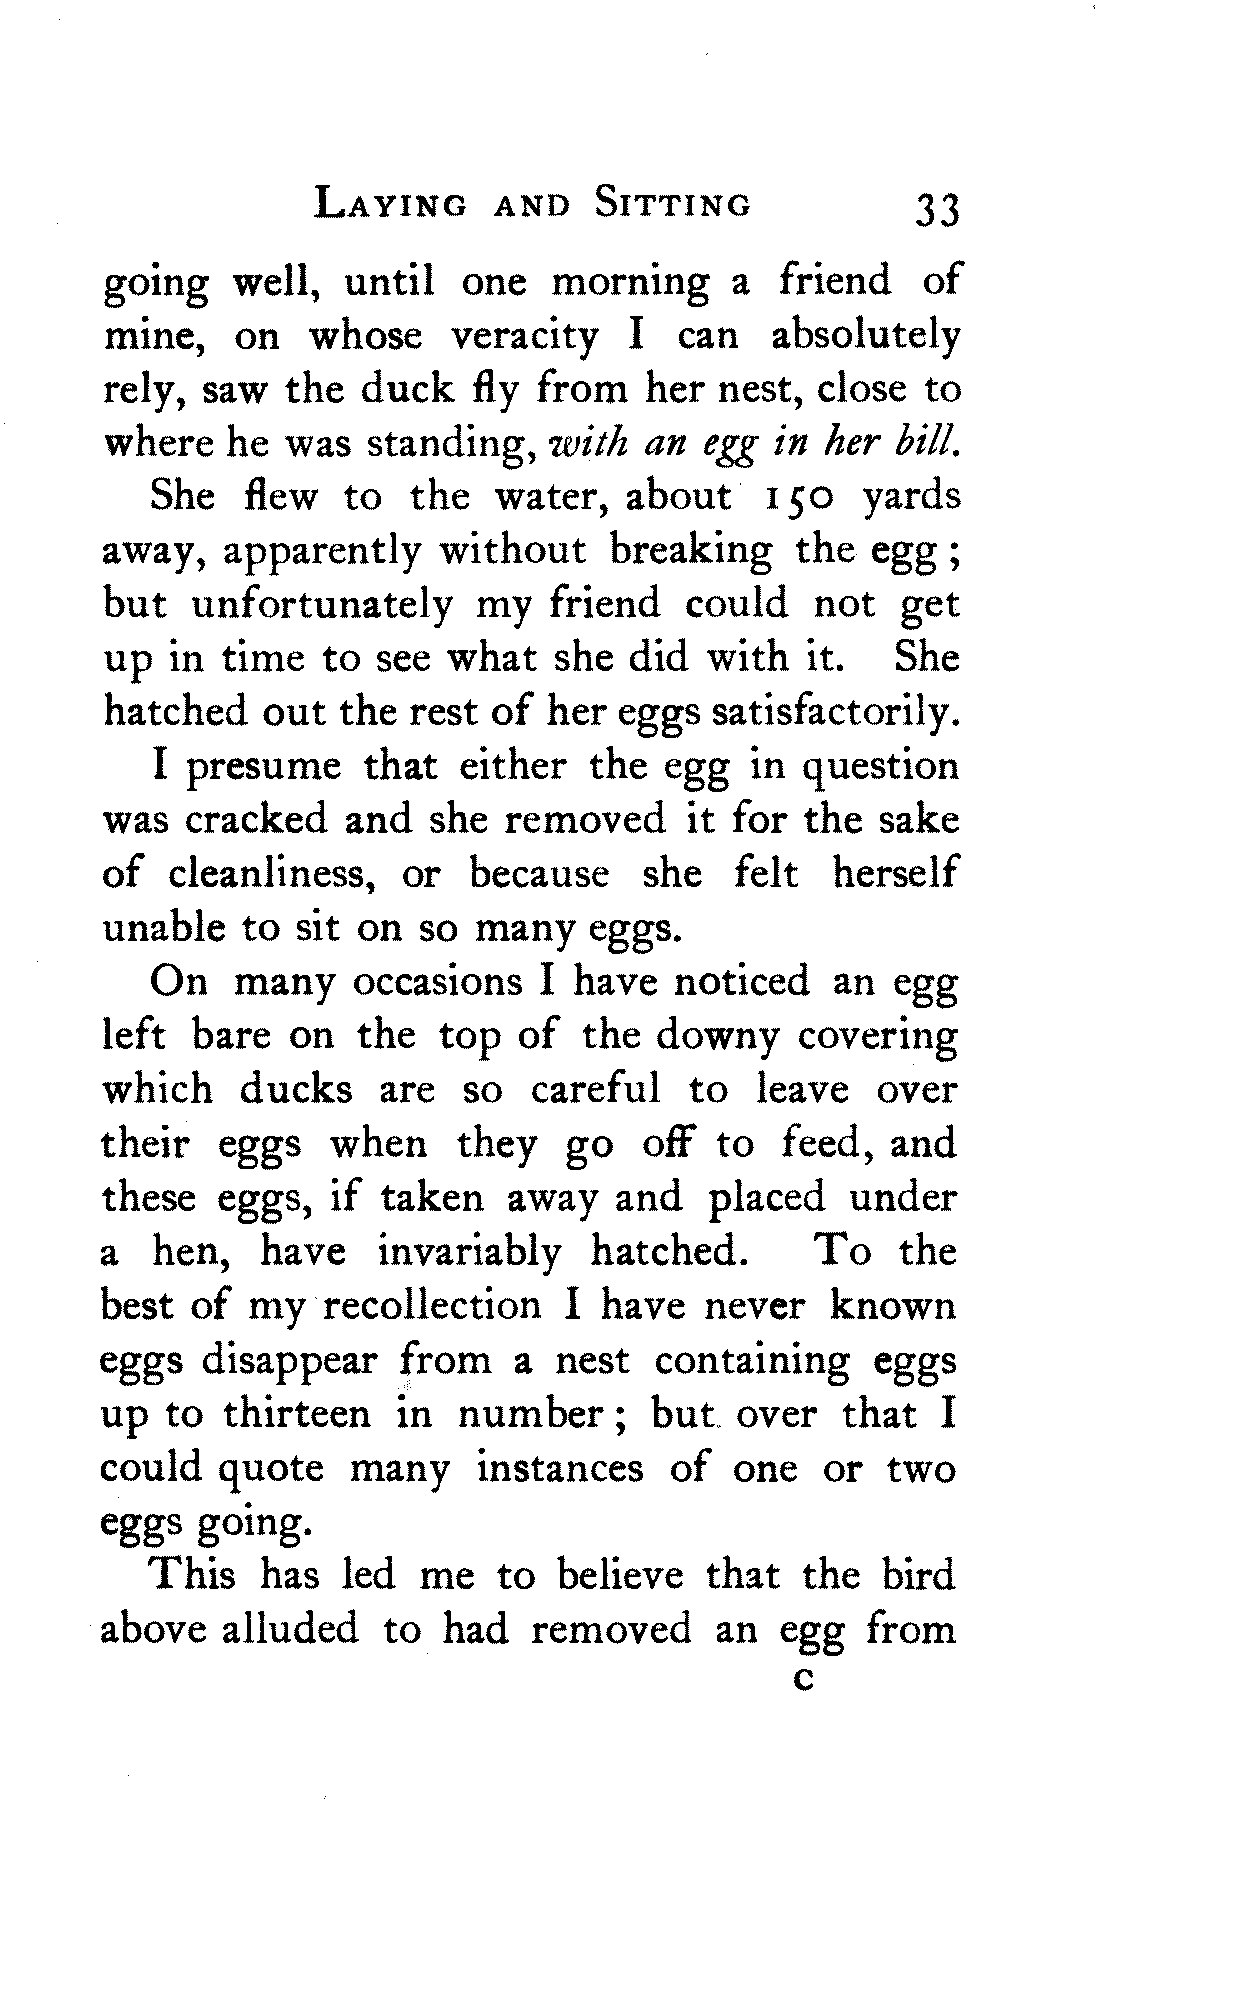 LAYING AND SITTING 33
going well, until one morning a friend of
mine, on whose veracity I can absolutely
rely, saw the duck fly from her nest, close to
where he was standing, with an egg in her bill.
She flew to the water, about 150 yards
away, apparently without breaking the egg ;
but unfortunately my friend could not get
up in time to see what she did with it. She
hatched out the rest of her eggs satisfactorily.
I presume that either the egg in question
was cracked and she removed it for the sake
of cleanliness, or because she felt herself
unable to sit on so many eggs.
On many occasions I have noticed an egg
left bare on the top of the downy covering
which ducks are so careful to leave over
their eggs when they go off to feed, and
these eggs, if taken away and placed under
a hen, have invariably hatched. To the
best of my recollection I have never known
eggs disappear from a nest containing eggs
up to thirteen in number ; but over that I
could quote many instances of one or two
eggs going.
This has led me to believe that the bird
above alluded to had removed an egg from
C